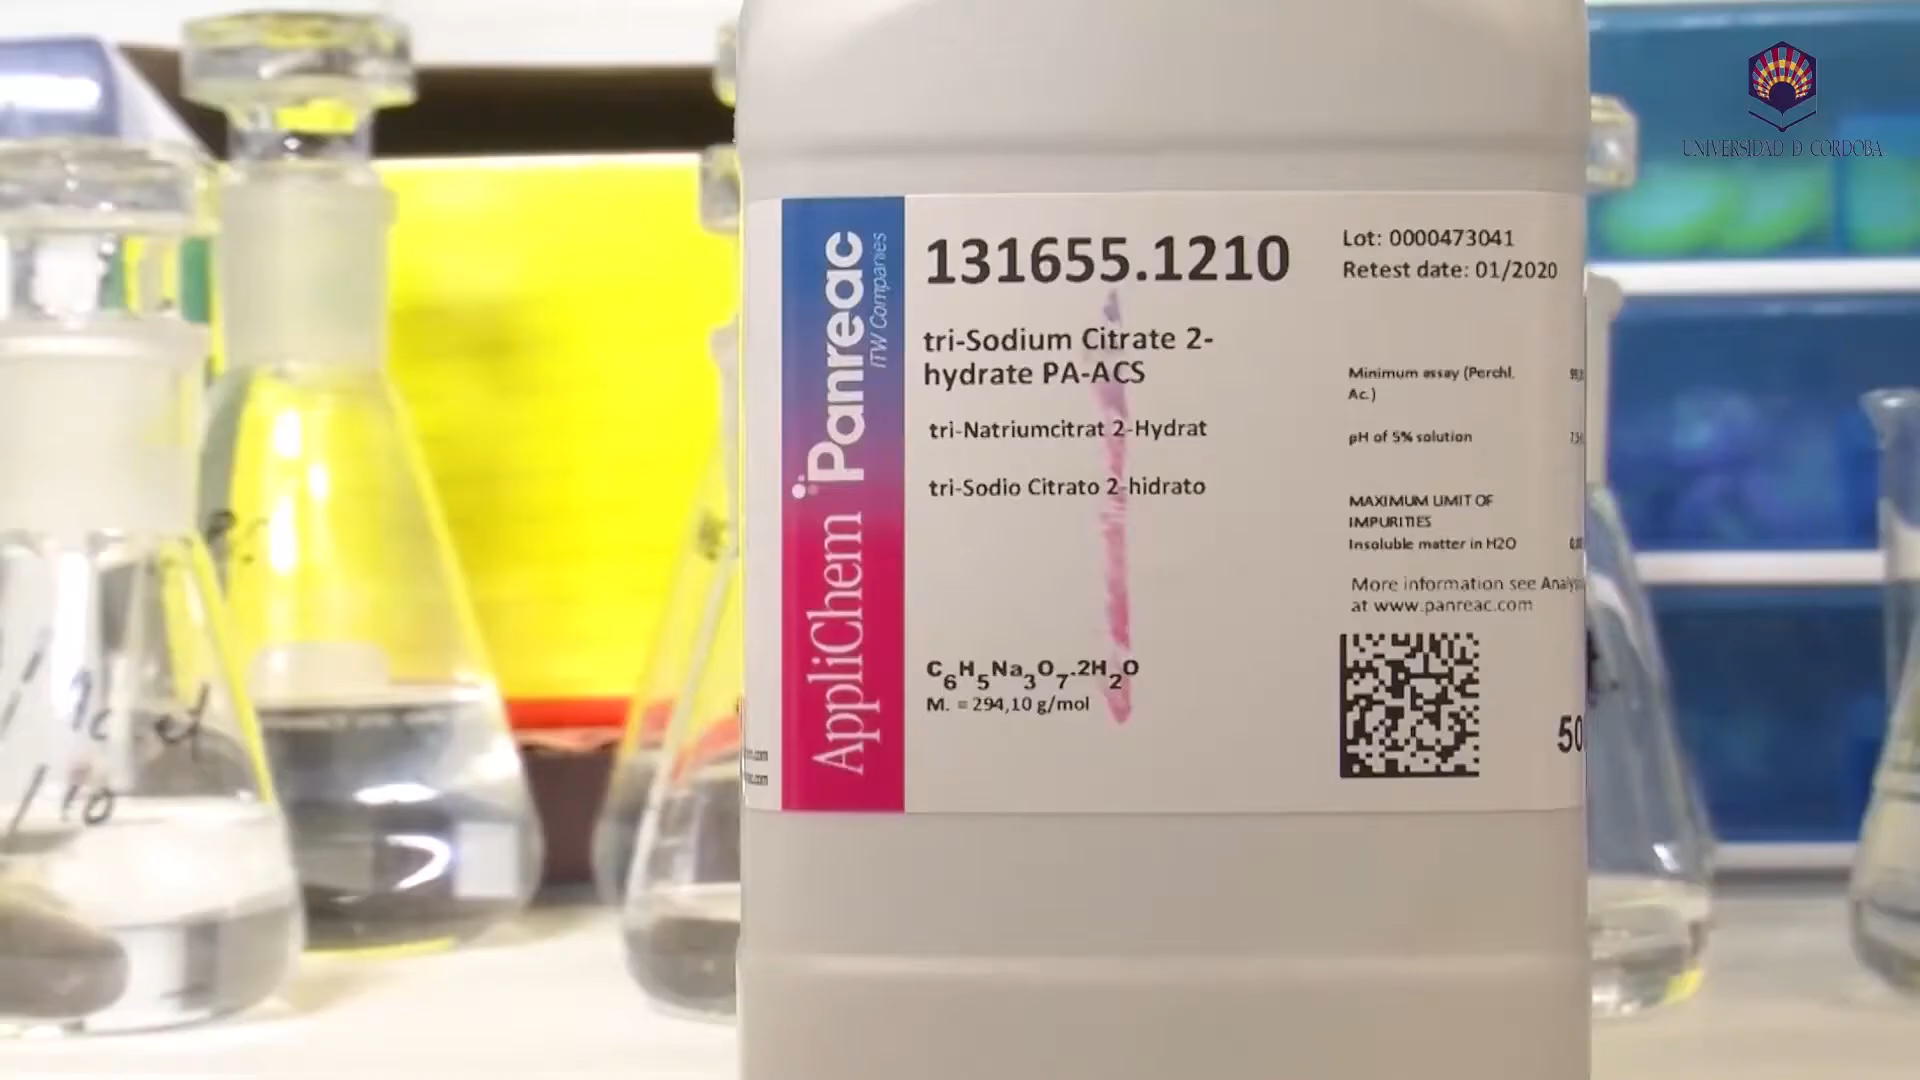 UNIVERSIDAD D CORDOBA
AppliChem Panreac
ITW Companies
131655.1210
Lot: 0000473041
Retest date: 01/2020
tri-Sodium Citrate 2-
hydrate PA-ACS
tri-Natriumcitrat 2-Hydrat
tri-Sodio Citrato 2-hidrato
Minimum assay (Perchl.
Ac.)
pH of 5% solution
MAXIMUM LIMIT OF
IMPURITIES
Insoluble matter in H2O
More information see
at www.panreac.com
C6H5Na3O7.2H2O
M. = 294,10 g/mol